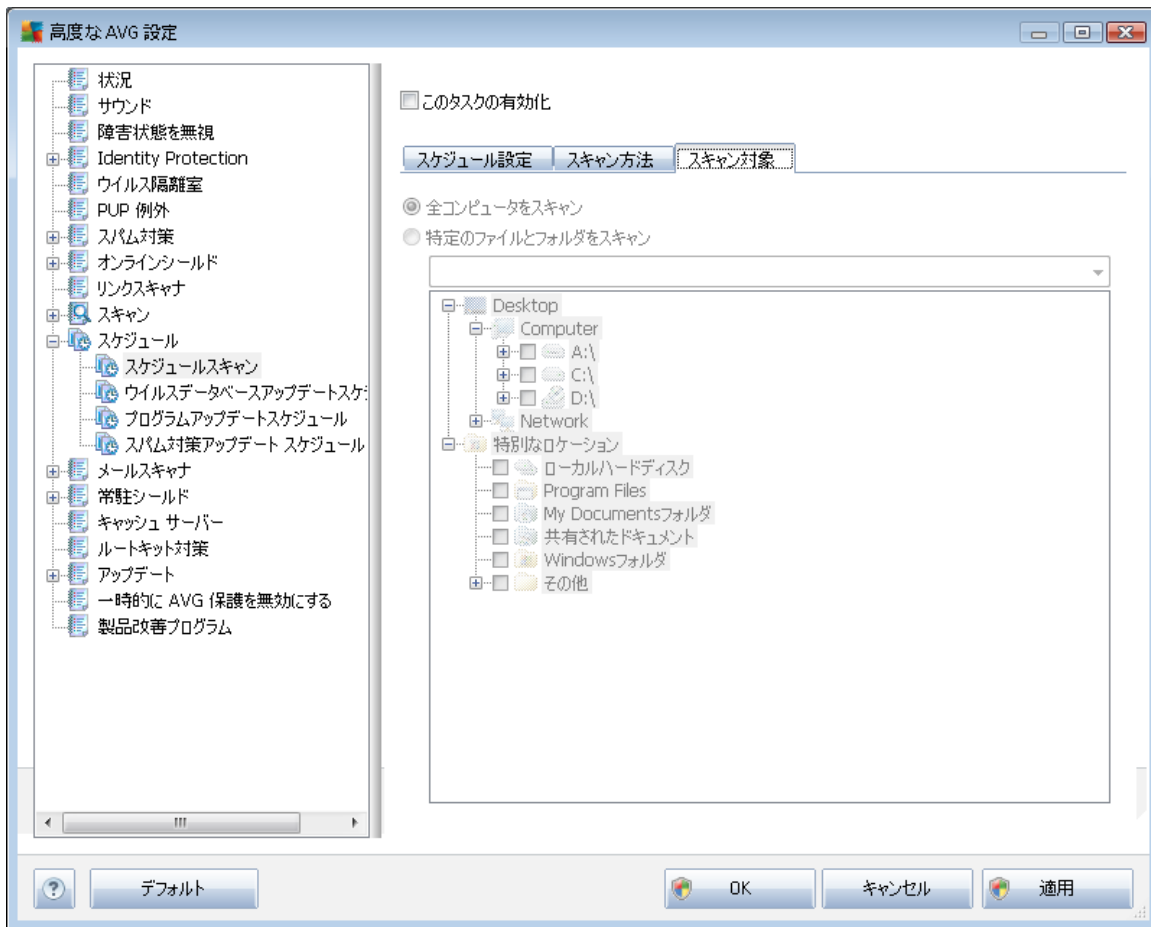 高度な AVG 設定
状況
サウンド
障害状態を無視
Identity Protection
ウイルス隔離室
PUP 例外
スパム対策
オンラインシールド
リンクスキャナ
スキャン
スケジュール
スケジュールスキャン
ウイルスデータベースアップデートスケ
プログラムアップデートスケジュール
スパム対策アップデート スケジュール
メールスキャナ
常駐シールド
キャッシュ サーバー
ルートキット対策
アップデート
一時的に AVG 保護を無効にする
製品改善プログラム
このタスクの有効化
スケジュール設定 スキャン方法 スキャン対象
全コンピュータをスキャン
特定のファイルとフォルダをスキャン
Desktop
Computer
A:\
C:\
D:\
Network
特別なロケーション
ローカルハードディスク
Program Files
My Documentsフォルダ
共有されたドキュメント
Windowsフォルダ
その他
? デフォルト OK キャンセル 適用